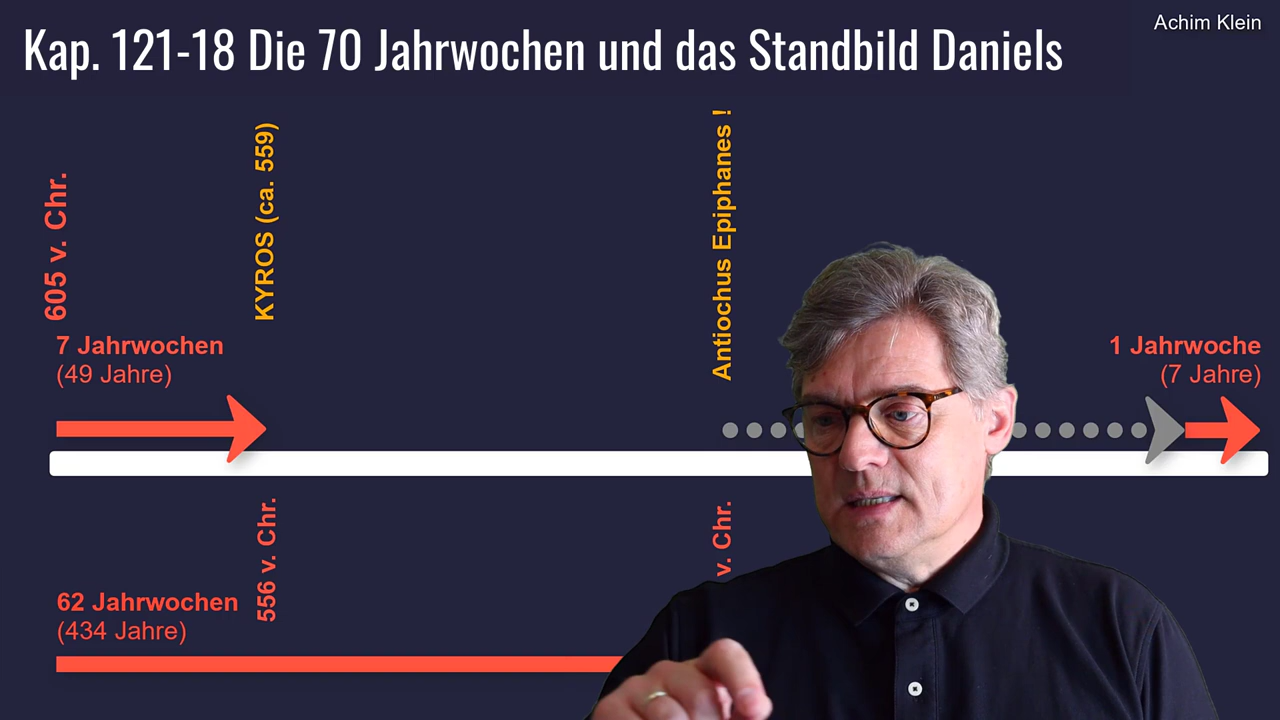 Achim Klein
Kap. 121-18 Die 70 Jahrwochen und das Standbild Daniels
605 v. Chr.
KYROS (ca. 559)
Antiochus Epiphanes !
7 Jahrwochen
(49 Jahre)
1 Jahrwoche
(7 Jahre)
556 v. Chr.
v. Chr.
62 Jahrwochen
(434 Jahre)